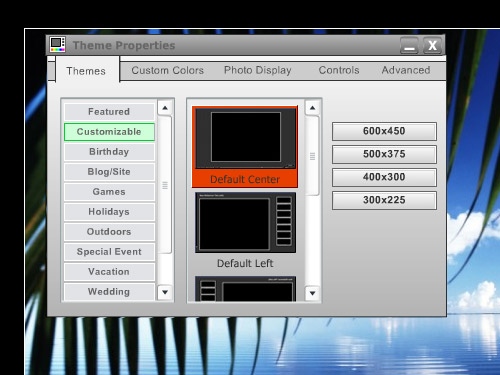 Theme Properties
X
Themes
Custom Colors
Photo Display
Controls
Advanced
Featured
Customizable
Birthday
Blog/Site
Games
Holidays
Outdoors
Special Event
Vacation
Wedding
Default Center
Default Left
600x450
500x375
400x300
300x225